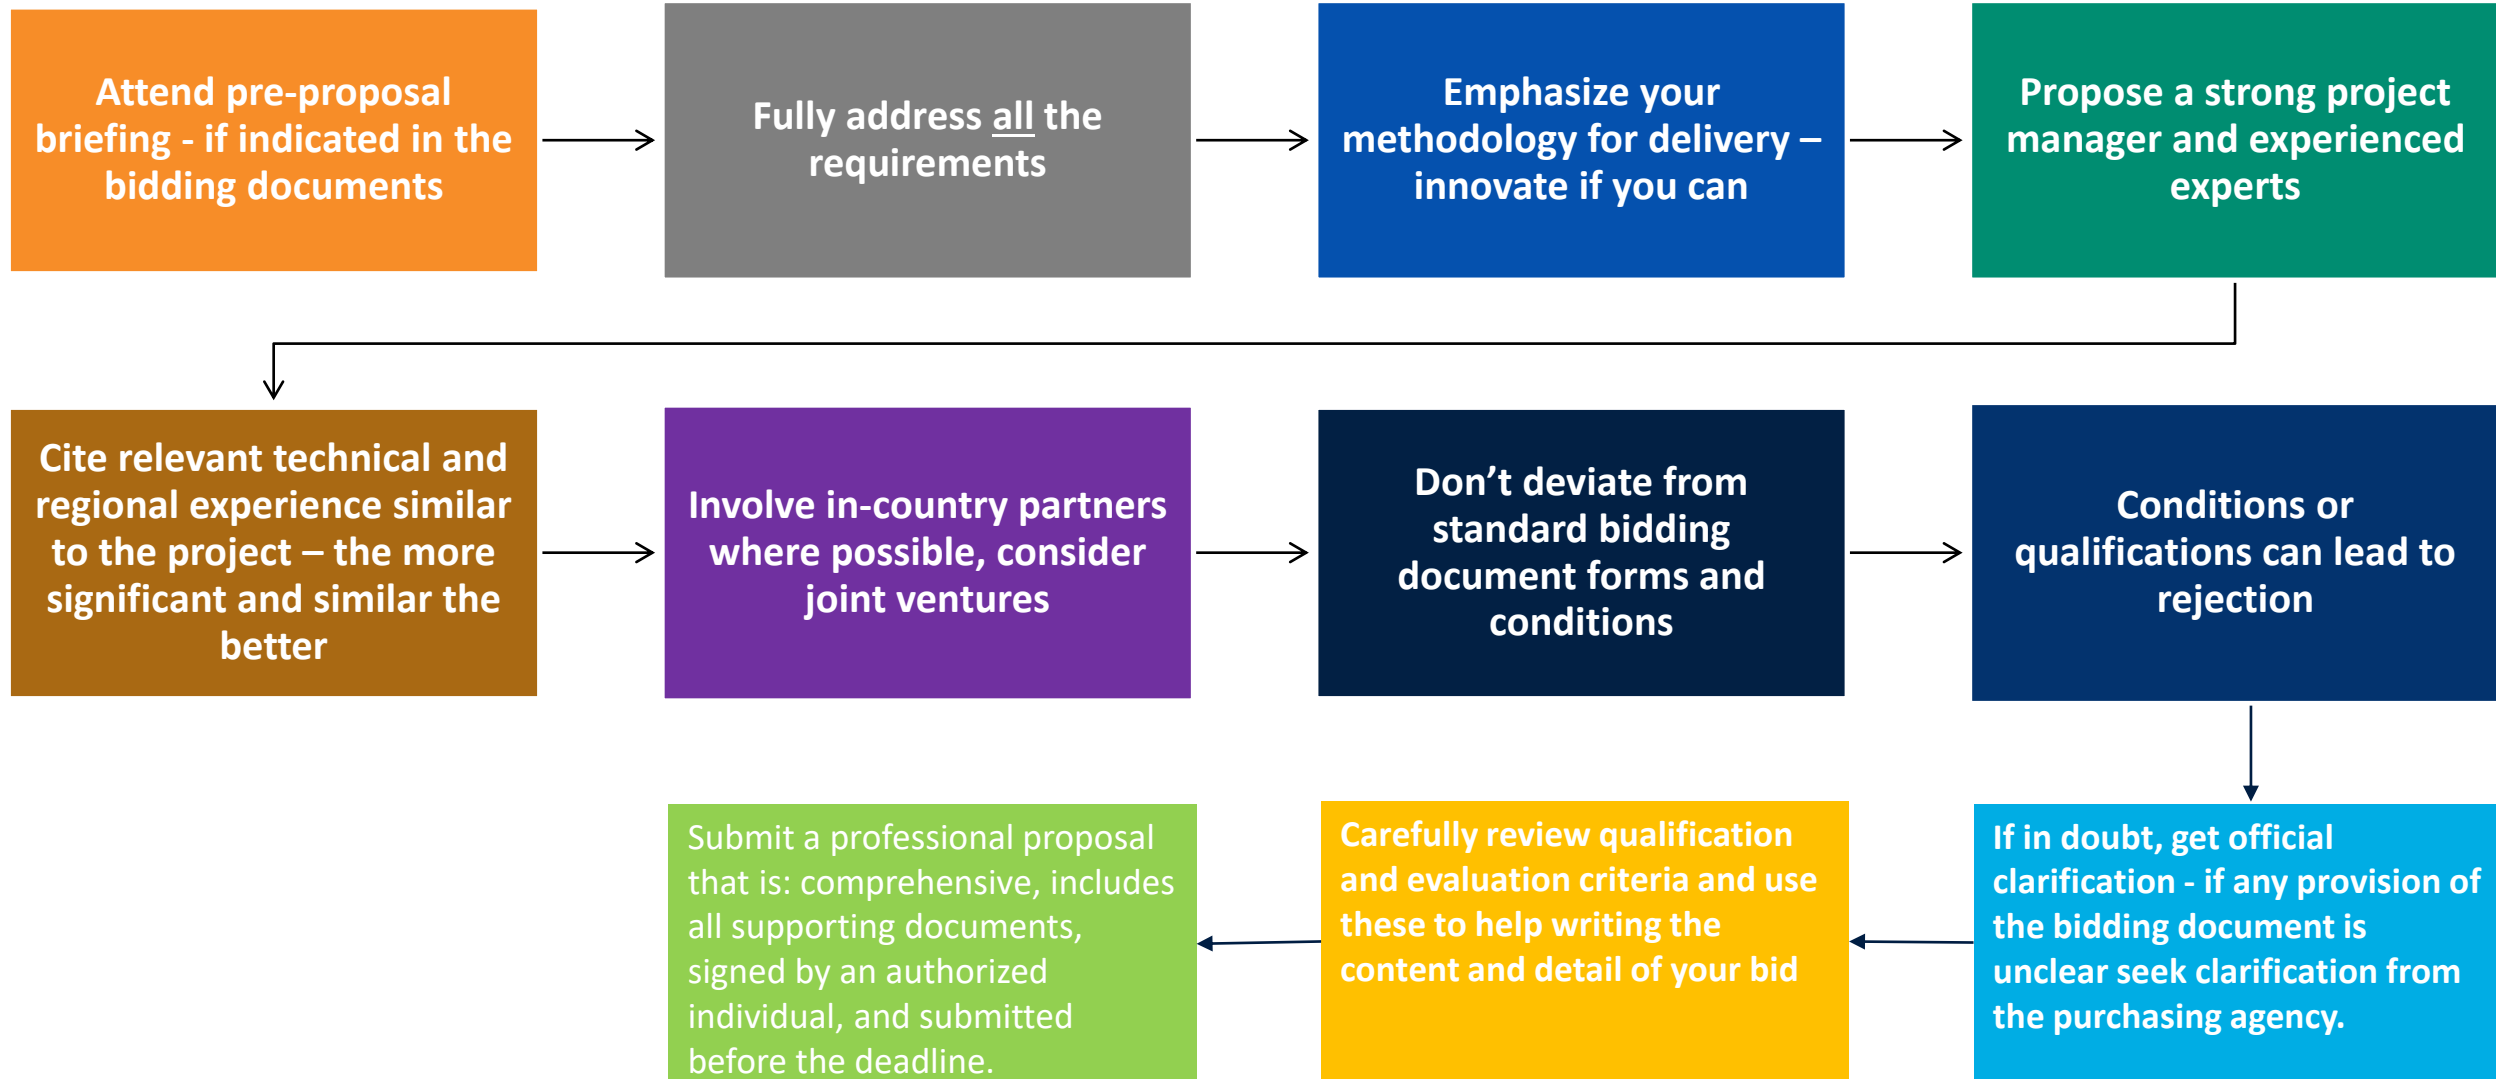 Attend pre-proposal
briefing - if indicated in the
bidding documents
Fully address all the
requirements
Emphasize your
methodology for delivery –
innovate if you can
Propose a strong project
manager and experienced
experts
Cite relevant technical and
regional experience similar
to the project – the more
significant and similar the
better
Involve in-country partners
where possible, consider
joint ventures
Don’t deviate from
standard bidding
document forms and
conditions
Conditions or
qualifications can lead to
rejection
If in doubt, get official
clarification - if any provision of
the bidding document is
unclear seek clarification from
the purchasing agency.
Carefully review qualification
and evaluation criteria and use
these to help writing the
content and detail of your bid
Submit a professional proposal
that is: comprehensive, includes
all supporting documents,
signed by an authorized
individual, and submitted
before the deadline.